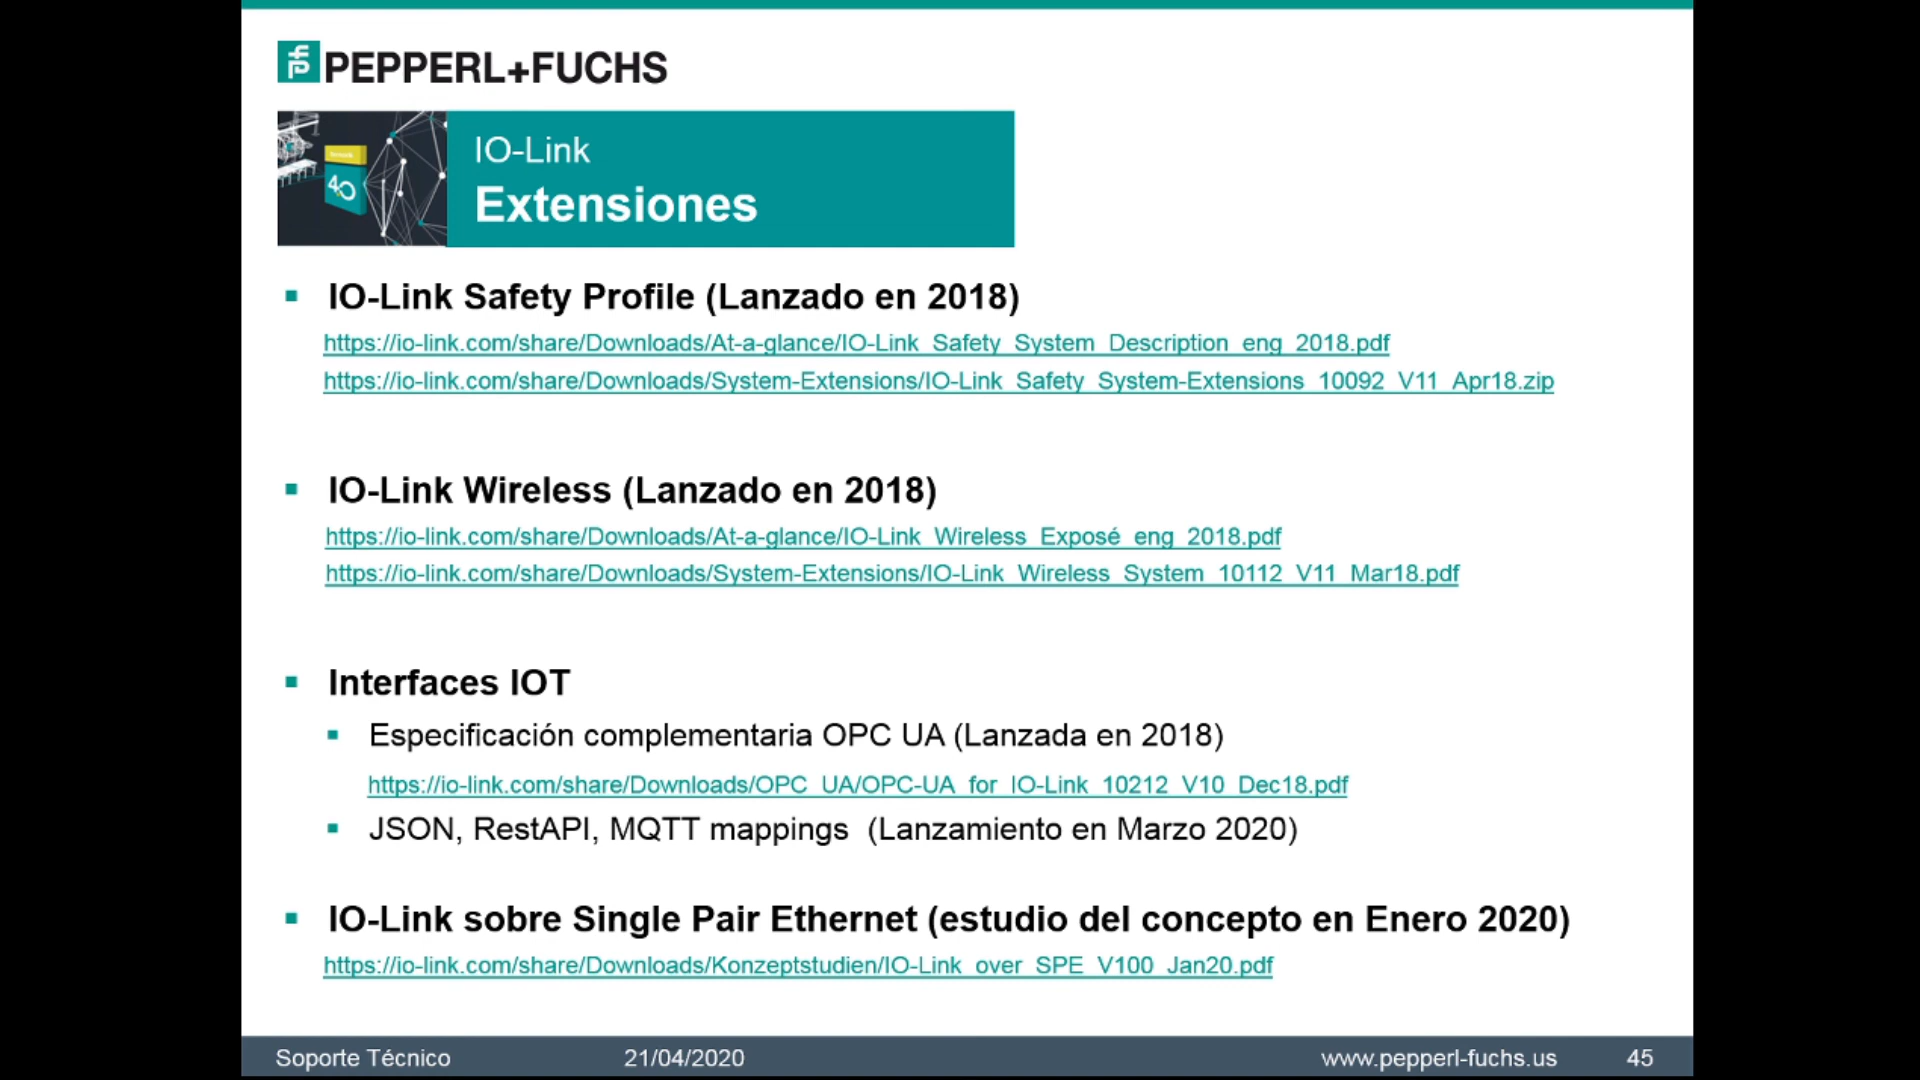 PEPPERL+FUCHS
IO-Link
Extensiones
4.0
IO-Link Safety Profile (Lanzado en 2018)
https://io-link.com/share/Downloads/At-a-glance/IO-Link_Safety_System_Description_eng_2018.pdf
https://io-link.com/share/Downloads/System-Extensions/IO-Link_Safety_System-Extensions_10092_V11_Apr18.zip
IO-Link Wireless (Lanzado en 2018)
https://io-link.com/share/Downloads/At-a-glance/IO-Link_Wireless_Exposé_eng_2018.pdf
https://io-link.com/share/Downloads/System-Extensions/IO-Link_Wireless_System_10112_V11_Mar18.pdf
Interfaces IOT
Especificación complementaria OPC UA (Lanzada en 2018)
https://io-link.com/share/Downloads/OPC_UA/OPC-UA_for_IO-Link_10212_V10_Dec18.pdf
JSON, RestAPI, MQTT mappings (Lanzamiento en Marzo 2020)
IO-Link sobre Single Pair Ethernet (estudio del concepto en Enero 2020)
https://io-link.com/share/Downloads/Konzeptstudien/IO-Link_over_SPE_V100_Jan20.pdf
Soporte Técnico 21/04/2020 www.pepperl-fuchs.us 45